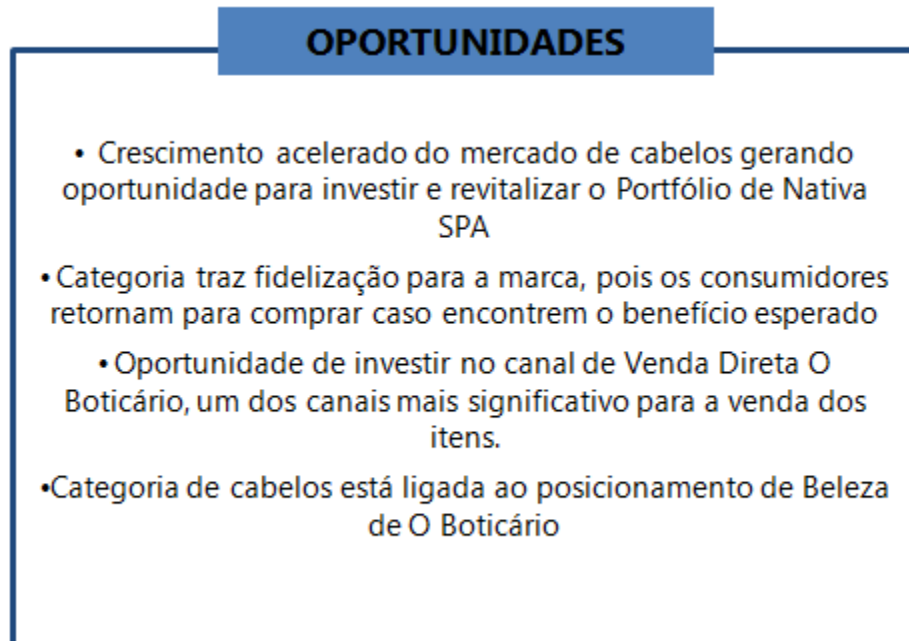 OPORTUNIDADES
• Crescimento acelerado do mercado de cabelos gerando
oportunidade para investir e revitalizar o Portfólio de Nativa
SPA
• Categoria traz fidelização para a marca, pois os consumidores
retornam para comprar caso encontrem o benefício esperado
• Oportunidade de investir no canal de Venda Direta O
Boticário, um dos canais mais significativo para a venda dos
itens.
•Categoria de cabelos está ligada ao posicionamento de Beleza
de O Boticário